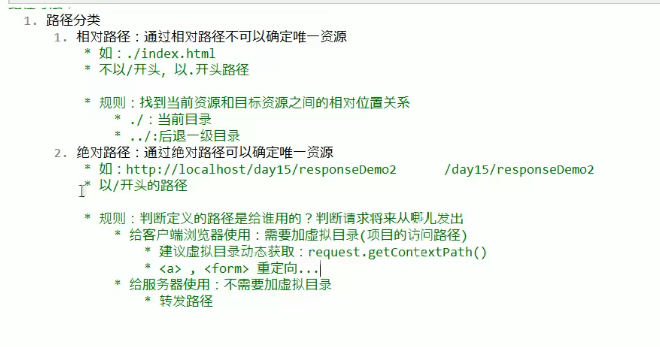 1. 路径分类
1. 相对路径：通过相对路径不可以确定唯一资源
* 如：./index.html
* 不以/开头，以.开头路径
* 规则：找到当前资源和目标资源之间的相对位置关系
* ./：当前目录
* ../:后退一级目录
2. 绝对路径：通过绝对路径可以确定唯一资源
* 如：http://localhost/day15/responseDemo2 /day15/responseDemo2
* 以/开头的路径
* 规则：判断定义的路径是给谁用的？判断请求将来从哪儿发出
* 给客户端浏览器使用：需要加虚拟目录(项目的访问路径)
* 建议虚拟目录动态获取：request.getContextPath()
* <a> , <form> 重定向...
* 给服务器使用：不需要加虚拟目录
* 转发路径